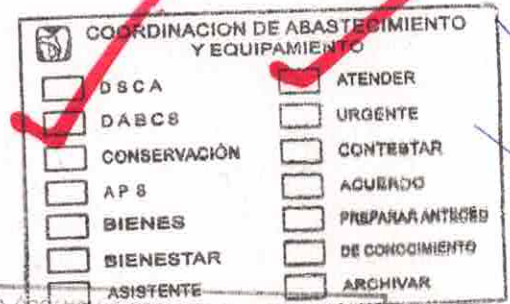 COORDINACION DE ABASTECIMIENTO
Y EQUIPAMIENTO
DSCA
ATENDER
DABCS
URGENTE
CONSERVACIÓN
CONTESTAR
APS
ACUERDO
BIENES
PREPARAR ANTECED
BIENESTAR
DE CONOCIMIENTO
ASISTENTE
ARCHIVAR